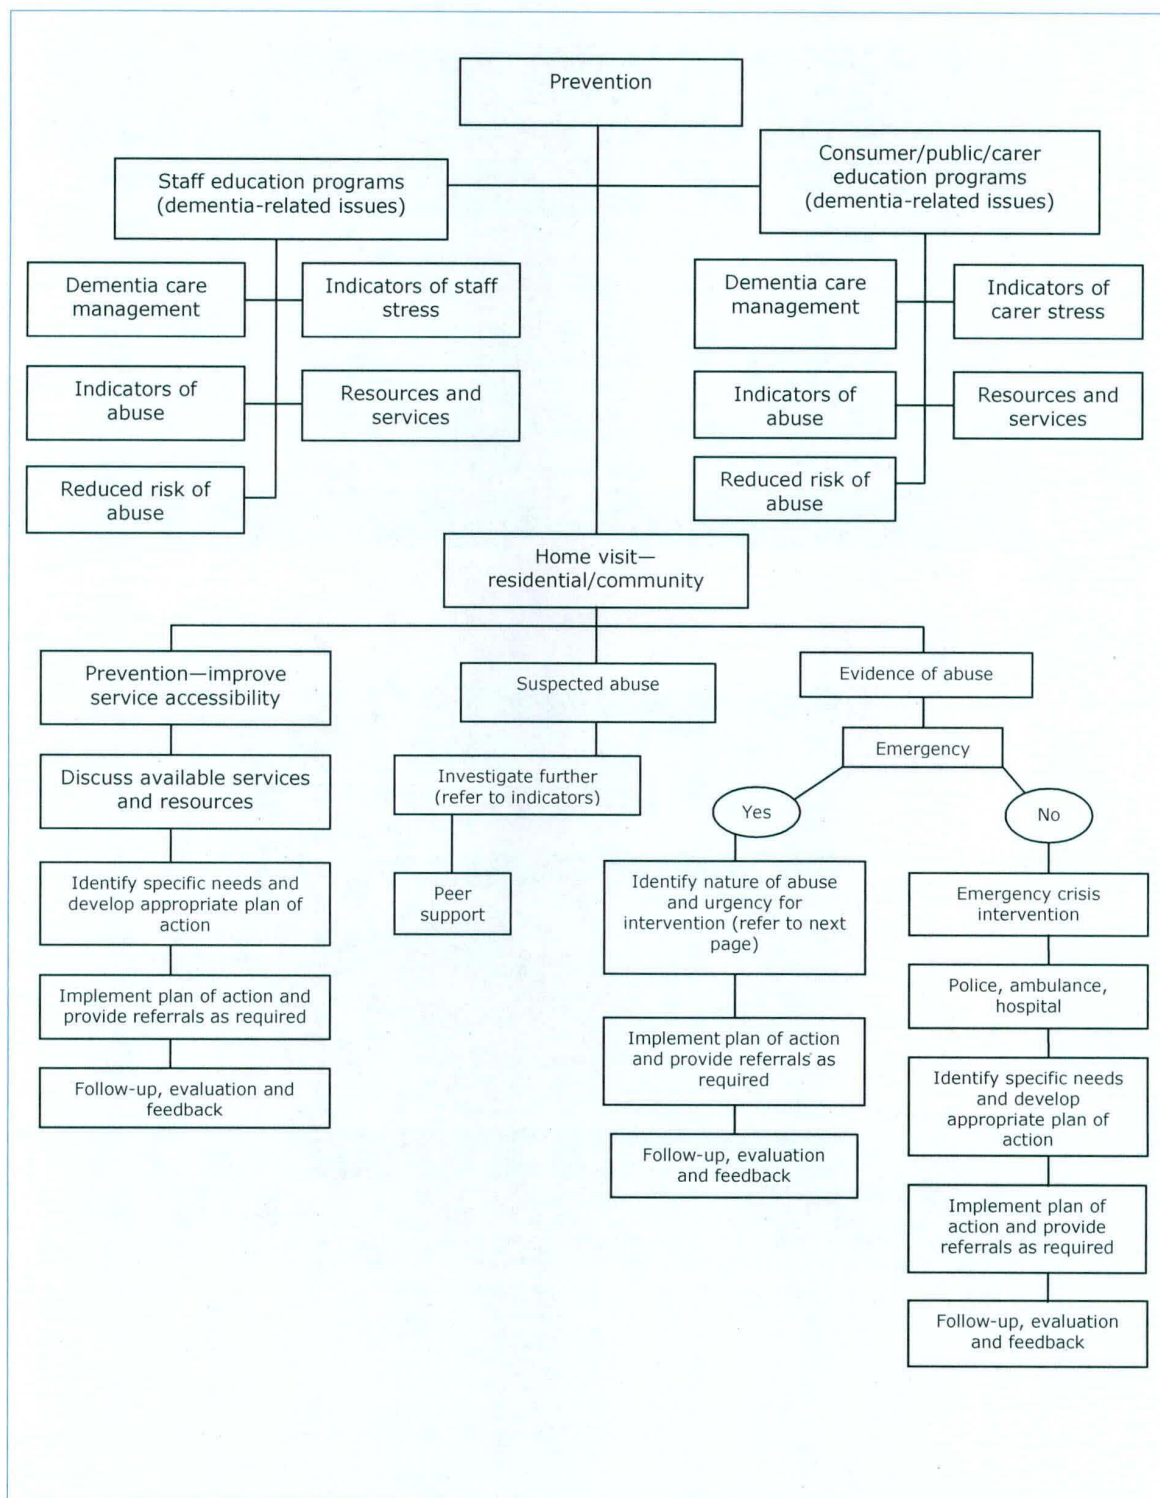 Prevention
Staff education programs
(dementia-related issues)
Consumer/public/carer
education programs
(dementia-related issues)
Dementia care
management
Indicators of staff
stress
Indicators of
abuse
Resources and
services
Reduced risk of
abuse
Dementia care
management
Indicators of
carer stress
Indicators of
abuse
Resources and
services
Reduced risk of
abuse
Home visit—
residential/community
Prevention—improve
service accessibility
Discuss available services
and resources
Identify specific needs and
develop appropriate plan of
action
Implement plan of action and
provide referrals as required
Follow-up, evaluation and
feedback
Suspected abuse
Investigate further
(refer to indicators)
Peer
support
Evidence of abuse
Emergency
Yes
Identify nature of abuse
and urgency for
intervention (refer to next
page)
Implement plan of action
and provide referrals as
required
Follow-up, evaluation
and feedback
No
Emergency crisis
intervention
Police, ambulance,
hospital
Identify specific needs
and develop
appropriate plan of
action
Implement plan of
action and provide
referrals as required
Follow-up, evaluation
and feedback